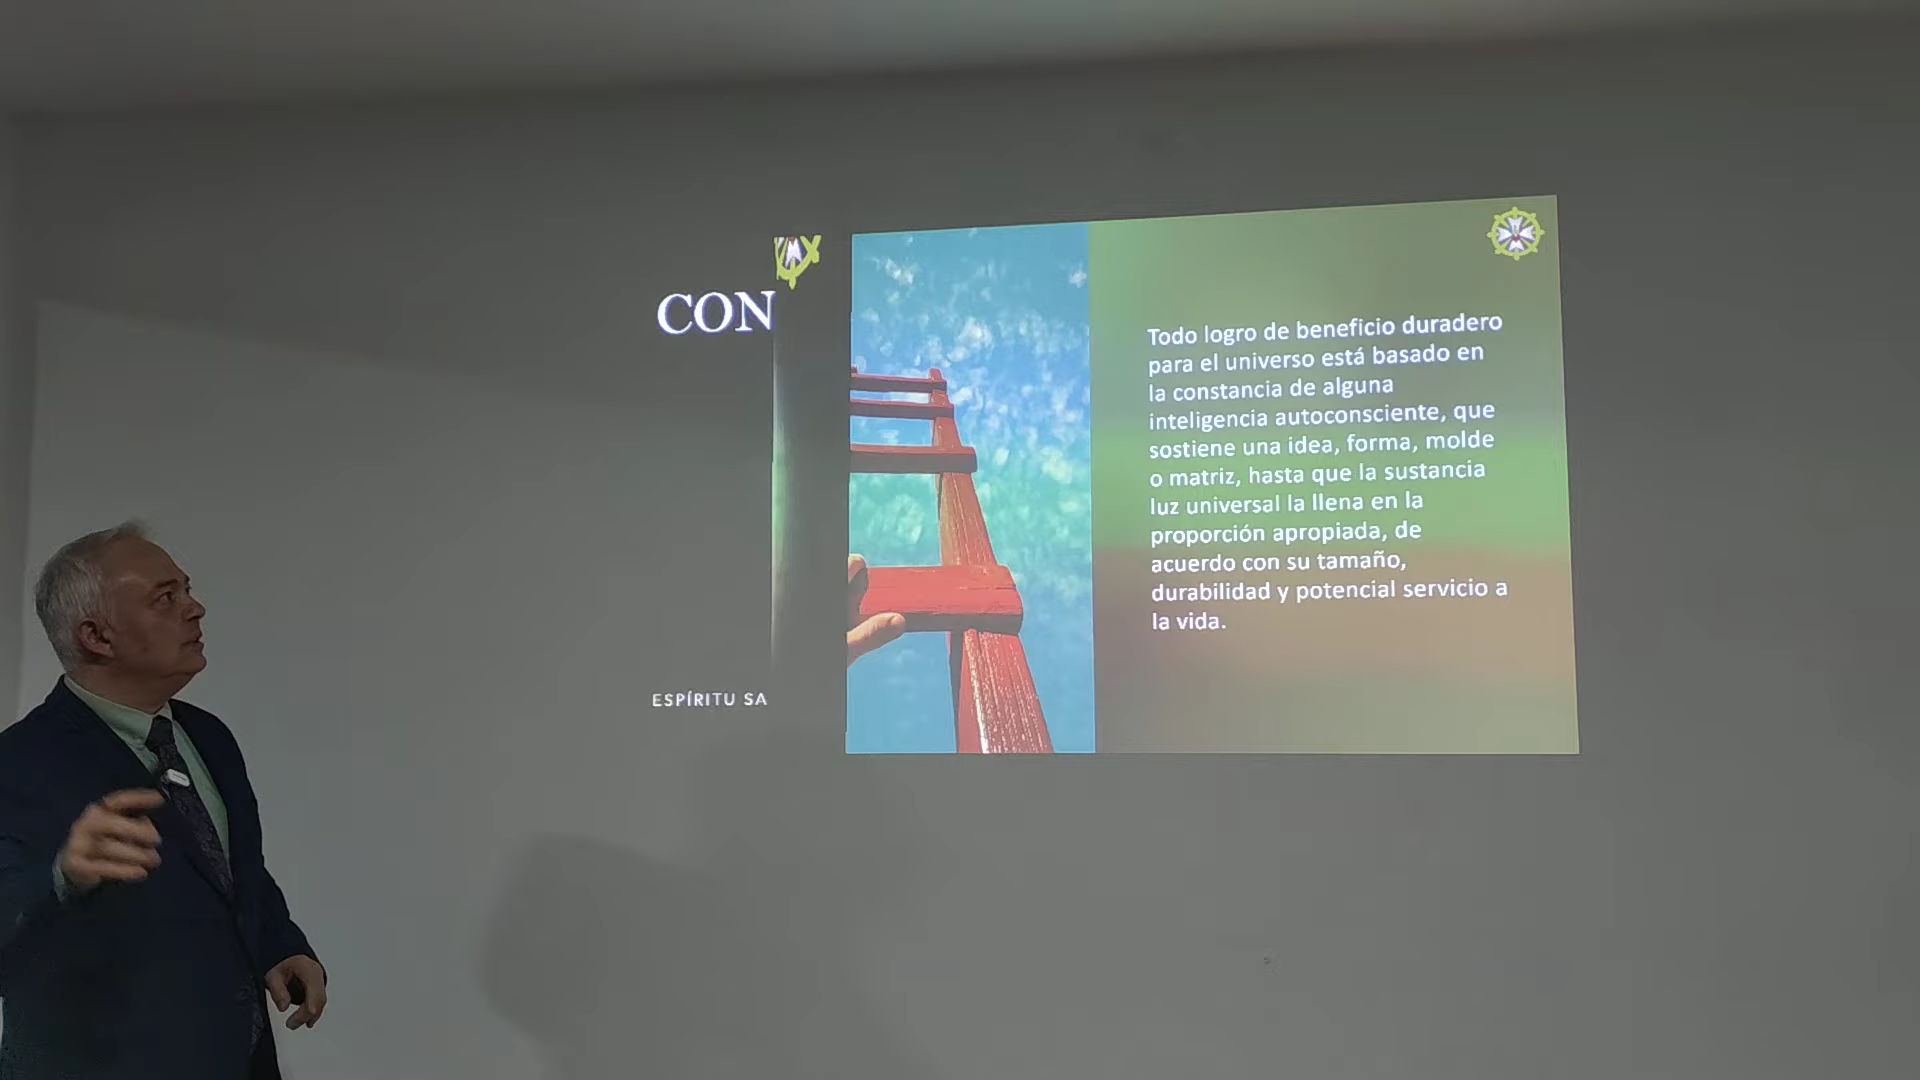 CON
ESPÍRITU SA
Todo logro de beneficio duradero
para el universo está basado en
la constancia de alguna
inteligencia autoconsciente, que
sostiene una idea, forma, molde
o matriz, hasta que la sustancia
luz universal la llena en la
proporción apropiada, de
acuerdo con su tamaño,
durabilidad y potencial servicio a
la vida.